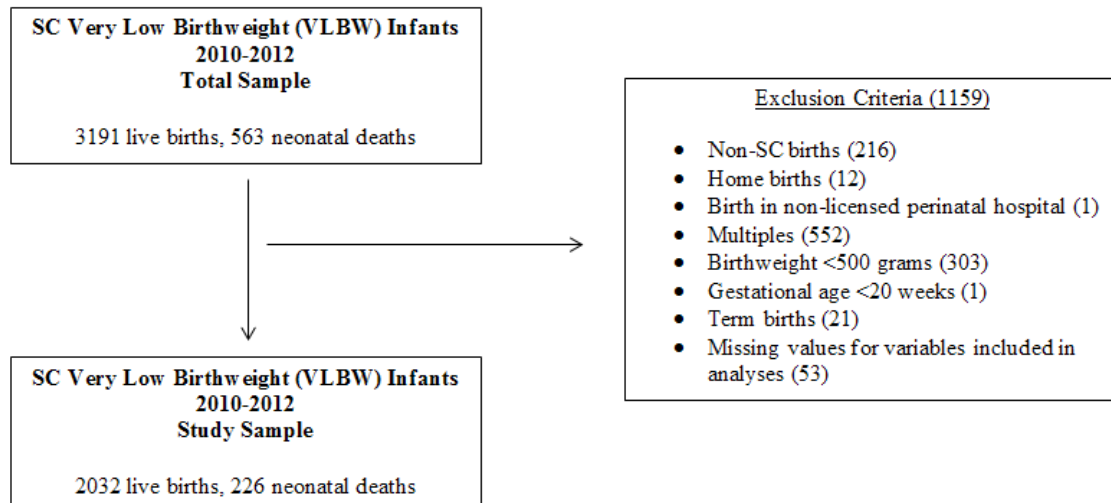 SC Very Low Birthweight (VLBW) Infants
2010-2012
Total Sample
3191 live births, 563 neonatal deaths
Exclusion Criteria (1159)
• Non-SC births (216)
• Home births (12)
• Birth in non-licensed perinatal hospital (1)
• Multiples (552)
• Birthweight <500 grams (303)
• Gestational age <20 weeks (1)
• Term births (21)
• Missing values for variables included in
analyses (53)
SC Very Low Birthweight (VLBW) Infants
2010-2012
Study Sample
2032 live births, 226 neonatal deaths